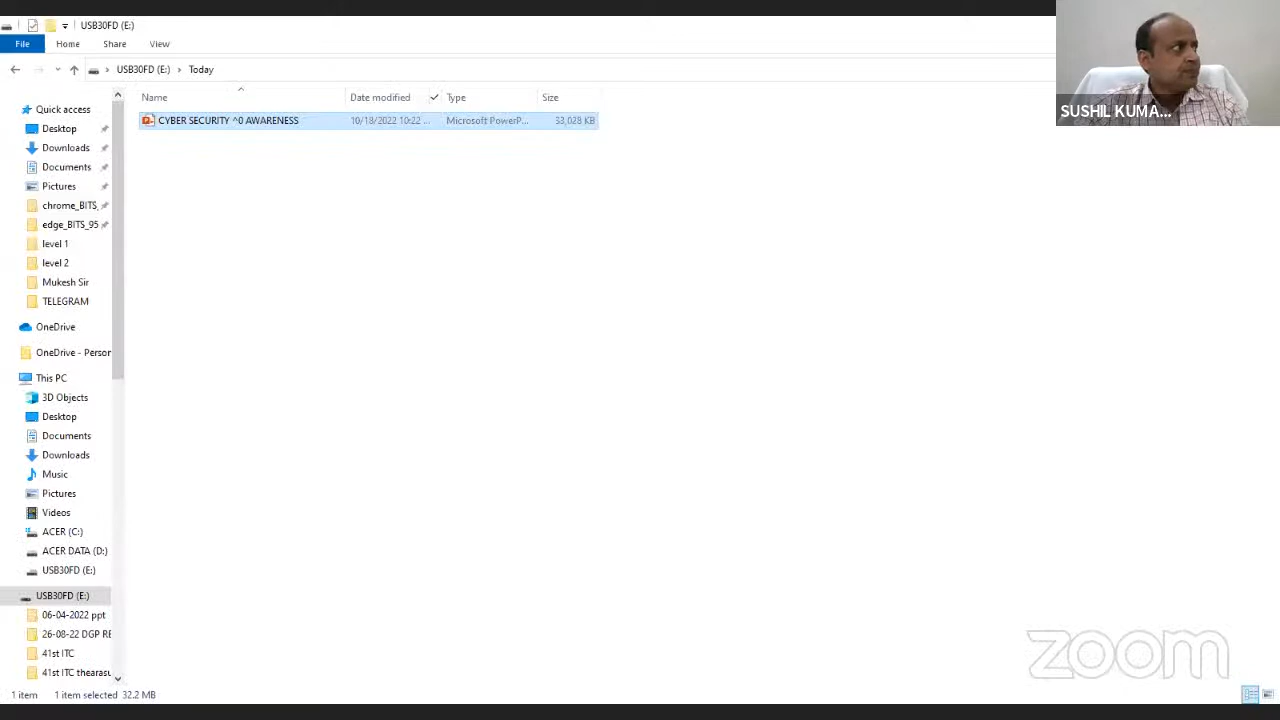 USB30FD (E:)
File Home Share View
USB30FD (E:) Today
Name Date modified Type Size
CYBER SECURITY ^0 AWARENESS 10/18/2022 10:22 ... Microsoft PowerP... 33,028 KB
SUSHIL KUMA...
Quick access
Desktop
Downloads
Documents
Pictures
chrome_BITS_
edge_BITS_95
level 1
level 2
Mukesh Sir
TELEGRAM
OneDrive
OneDrive - Person
This PC
3D Objects
Desktop
Documents
Downloads
Music
Pictures
Videos
ACER (C:)
ACER DATA (D:)
USB30FD (E:)
USB30FD (E:)
06-04-2022 ppt
26-08-22 DGP RE
41st ITC
41st ITC thearasu
zoom
1 item 1 item selected 32.2 MB